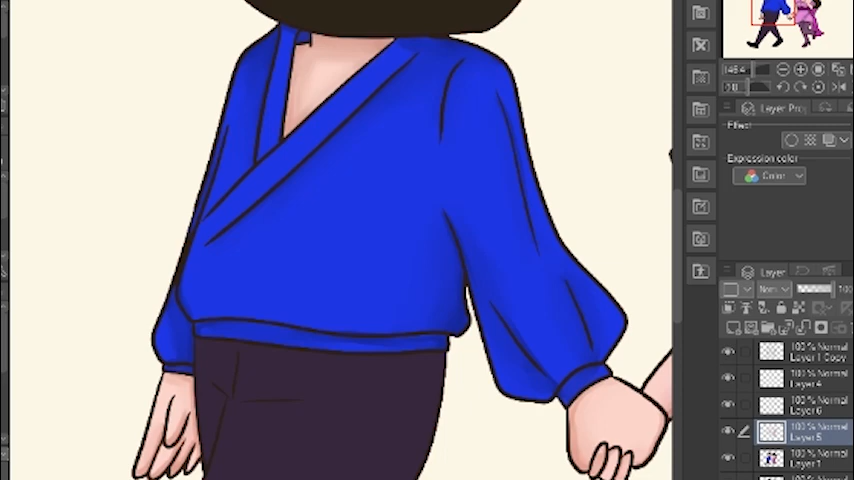 Layer Pro
Effect
Expression color
Color
Layer
100
100 % Normal
Layer 1 Copy
100 % Normal
Layer 4
100 % Normal
Layer 6
100 % Normal
Layer 5
100 % Normal
Layer 1